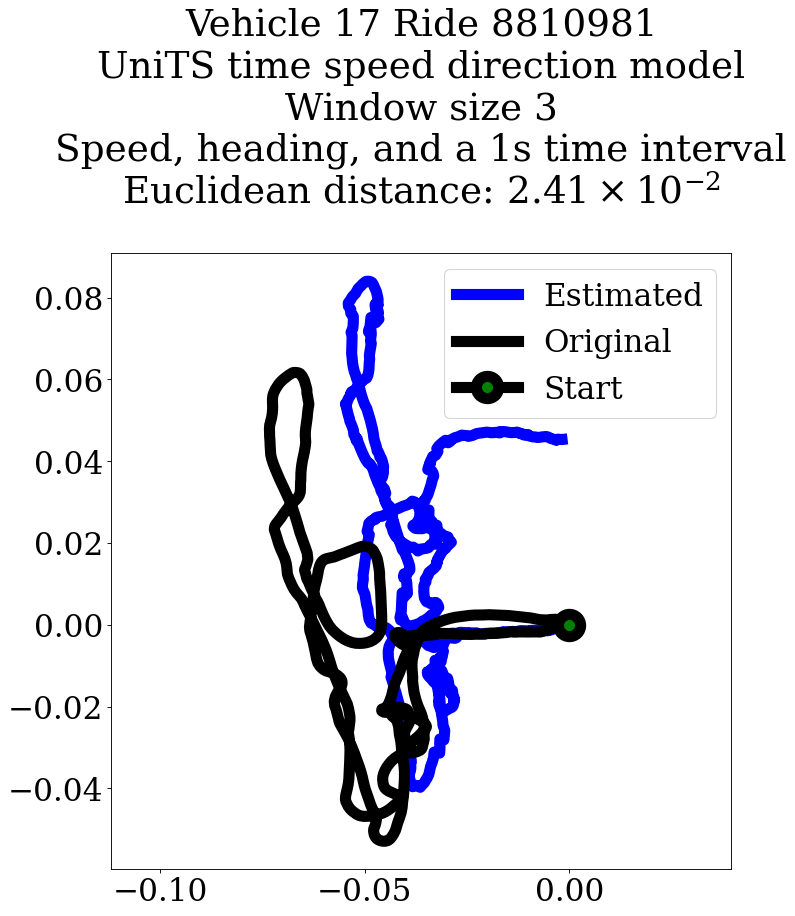 Vehicle 17 Ride 8810981
UniTS time speed direction model
Window size 3
Speed, heading, and a 1s time interval
Euclidean distance: 2.41 × 10⁻²
Estimated
Original
Start
0.08
0.06
0.04
0.02
0.00
−0.02
−0.04
−0.10
−0.05
0.00